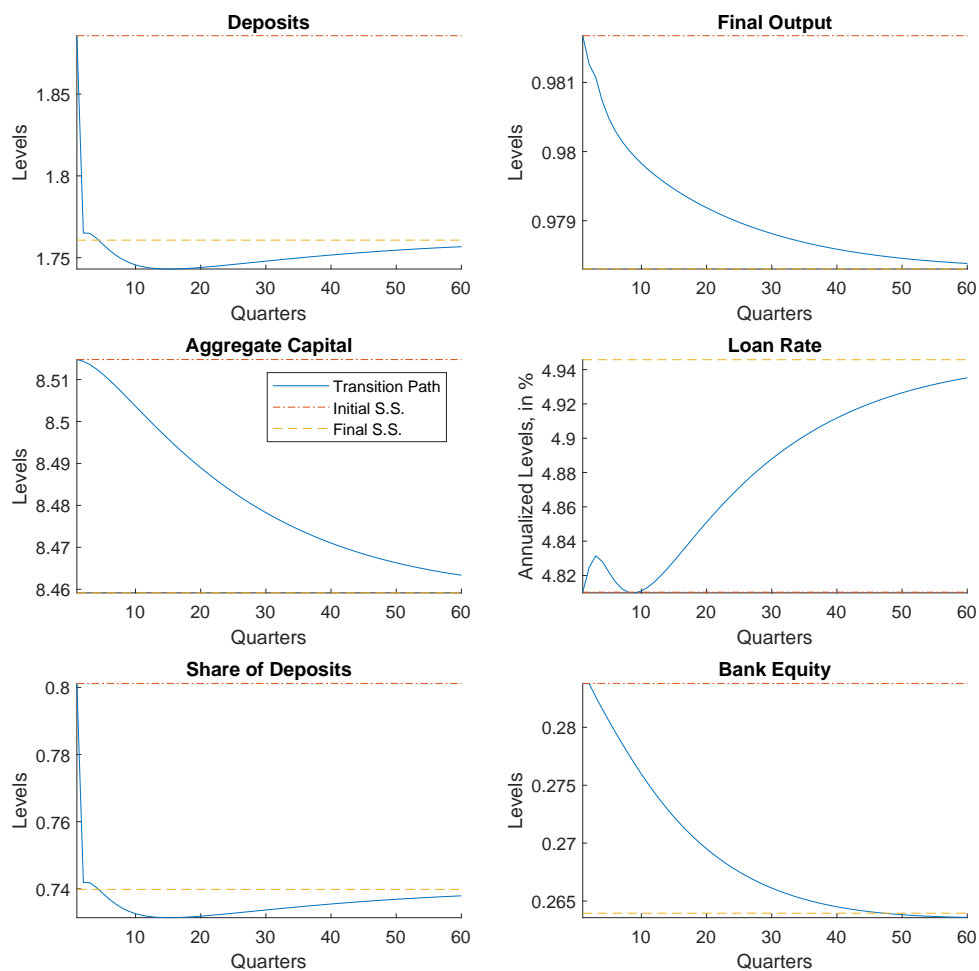 Deposits
Levels
1.85
1.8
1.75
10 20 30 40 50 60
Quarters
Final Output
Levels
0.981
0.98
0.979
10 20 30 40 50 60
Quarters
Aggregate Capital
Levels
8.51
8.5
8.49
8.48
8.47
8.46
Transition Path
Initial S.S.
Final S.S.
10 20 30 40 50 60
Quarters
Loan Rate
Annualized Levels, in %
4.94
4.92
4.9
4.88
4.86
4.84
4.82
10 20 30 40 50 60
Quarters
Share of Deposits
Levels
0.8
0.78
0.76
0.74
10 20 30 40 50 60
Quarters
Bank Equity
Levels
0.28
0.275
0.27
0.265
10 20 30 40 50 60
Quarters